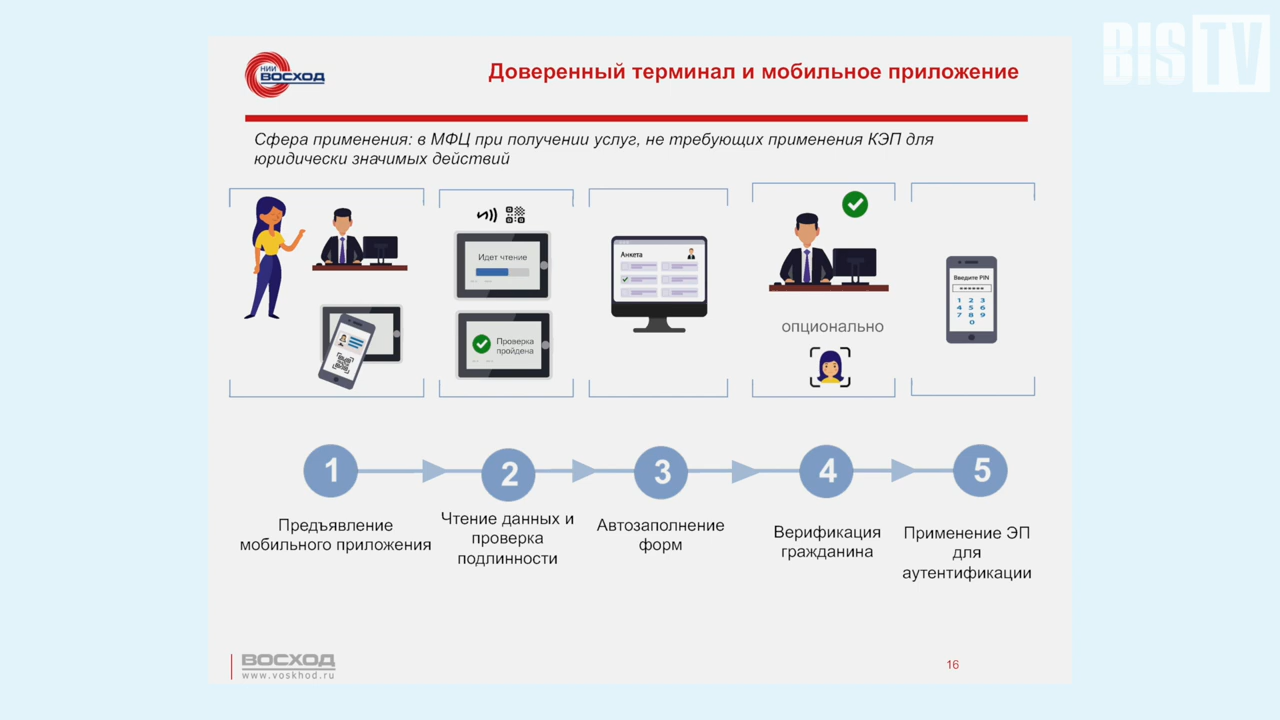 BIS TV
НИИ
ВОСХОД
Доверенный терминал и мобильное приложение
Сфера применения: в МФЦ при получении услуг, не требующих применения КЭП для
юридически значимых действий
Идет чтение
Проверка
пройдена
Анкета
опционально
Введите PIN
******
1 2 3
4 5 6
7 8 9
0
1
2
3
4
5
Предъявление
мобильного приложения
Чтение данных и
проверка
подлинности
Автозаполнение
форм
Верификация
гражданина
Применение ЭП
для
аутентификации
ВОСХОД
www.voskhod.ru
16